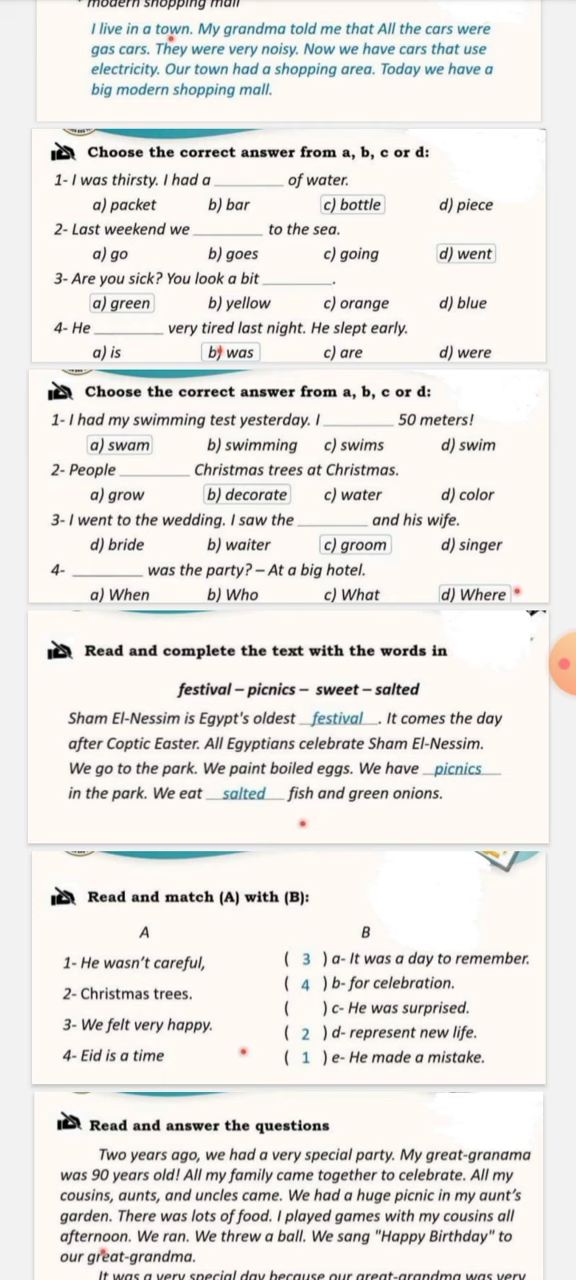 * modern shopping mall
I live in a town. My grandma told me that All the cars were
gas cars. They were very noisy. Now we have cars that use
electricity. Our town had a shopping area. Today we have a
big modern shopping mall.
Choose the correct answer from a, b, c or d:
1- I was thirsty. I had a ________ of water.
a) packet b) bar c) bottle d) piece
2- Last weekend we ________ to the sea.
a) go b) goes c) going d) went
3- Are you sick? You look a bit ________.
a) green b) yellow c) orange d) blue
4- He ________ very tired last night. He slept early.
a) is b) was c) are d) were
Choose the correct answer from a, b, c or d:
1- I had my swimming test yesterday. I ________ 50 meters!
a) swam b) swimming c) swims d) swim
2- People ________ Christmas trees at Christmas.
a) grow b) decorate c) water d) color
3- I went to the wedding. I saw the ________ and his wife.
d) bride b) waiter c) groom d) singer
4- ________ was the party? – At a big hotel.
a) When b) Who c) What d) Where
Read and complete the text with the words in
festival – picnics – sweet – salted
Sham El-Nessim is Egypt's oldest festival. It comes the day
after Coptic Easter. All Egyptians celebrate Sham El-Nessim.
We go to the park. We paint boiled eggs. We have picnics
in the park. We eat salted fish and green onions.
Read and match (A) with (B):
A B
1- He wasn't careful, ( 3 ) a- It was a day to remember.
2- Christmas trees. ( 4 ) b- for celebration.
( ) c- He was surprised.
3- We felt very happy. ( 2 ) d- represent new life.
4- Eid is a time ( 1 ) e- He made a mistake.
Read and answer the questions
Two years ago, we had a very special party. My great-granama
was 90 years old! All my family came together to celebrate. All my
cousins, aunts, and uncles came. We had a huge picnic in my aunt's
garden. There was lots of food. I played games with my cousins all
afternoon. We ran. We threw a ball. We sang "Happy Birthday" to
our great-grandma.
It was a very special day because our great-grandma was very